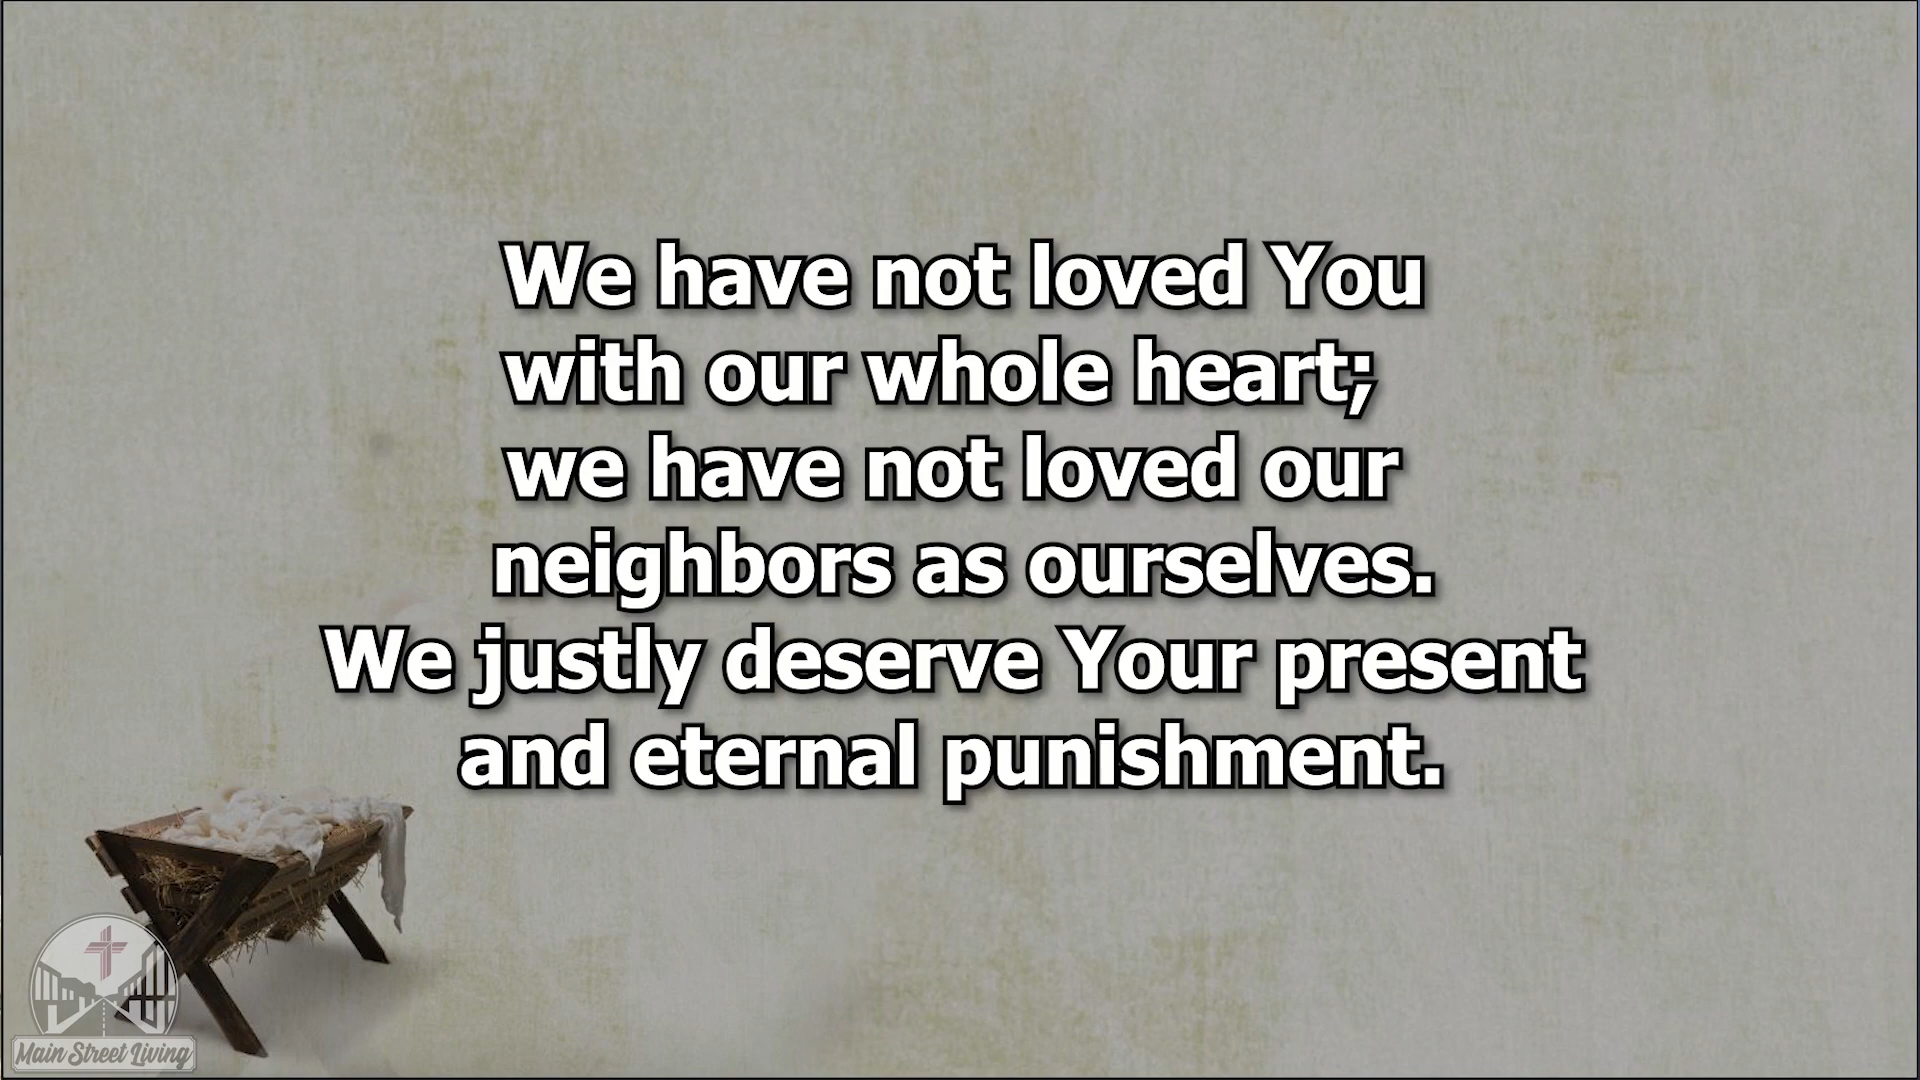 We have not loved You
with our whole heart;
we have not loved our
neighbors as ourselves.
We justly deserve Your present
and eternal punishment.
Main Street Living